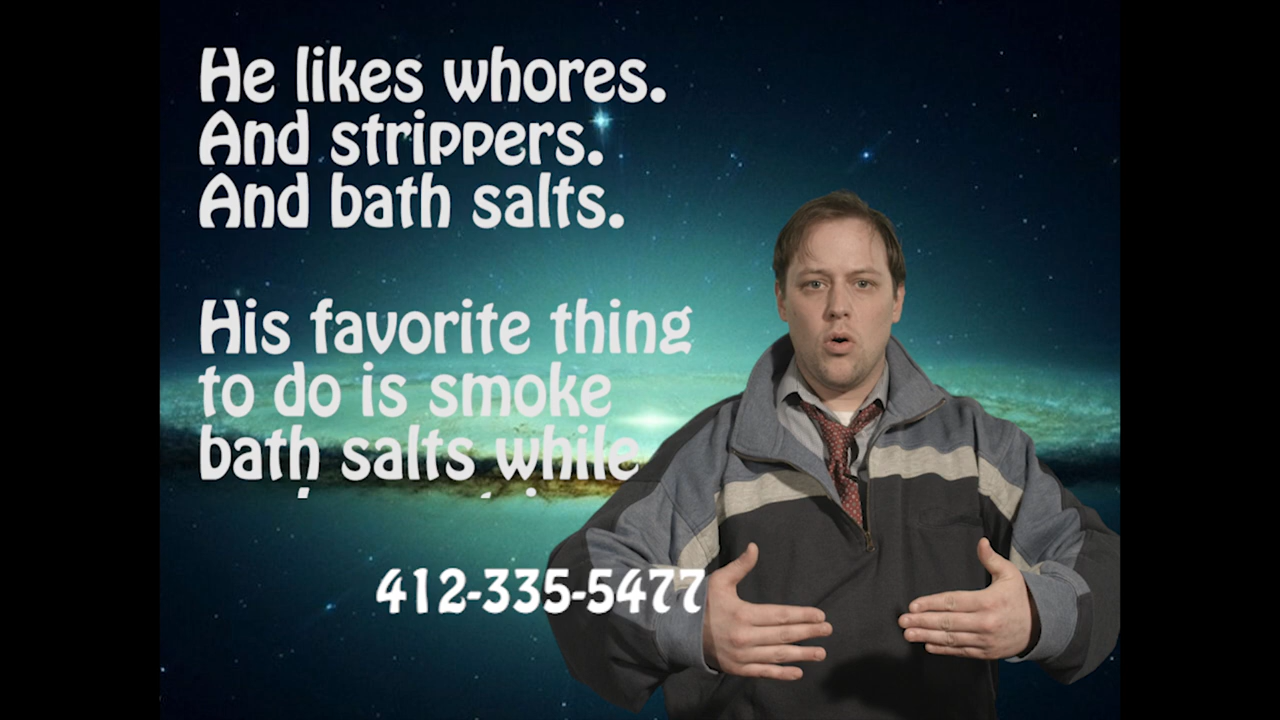 He likes whores.
And strippers.
And bath salts.
His favorite thing
to do is smoke
bath salts while
412-335-5477